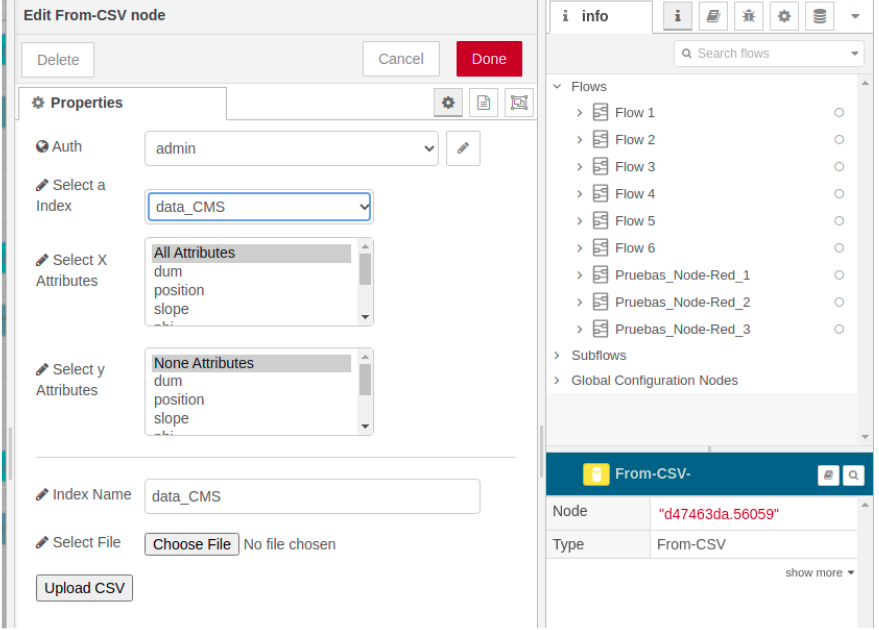 Edit From-CSV node
Delete
Cancel
Done
Properties
Auth
admin
Select a
Index
data_CMS
Select X
Attributes
All Attributes
dum
position
slope
Select y
Attributes
None Attributes
dum
position
slope
Index Name
data_CMS
Select File
Choose File No file chosen
Upload CSV
i info
i
Search flows
Flows
Flow 1
Flow 2
Flow 3
Flow 4
Flow 5
Flow 6
Pruebas_Node-Red_1
Pruebas_Node-Red_2
Pruebas_Node-Red_3
Subflows
Global Configuration Nodes
From-CSV-
Node "d47463da.56059"
Type From-CSV
show more